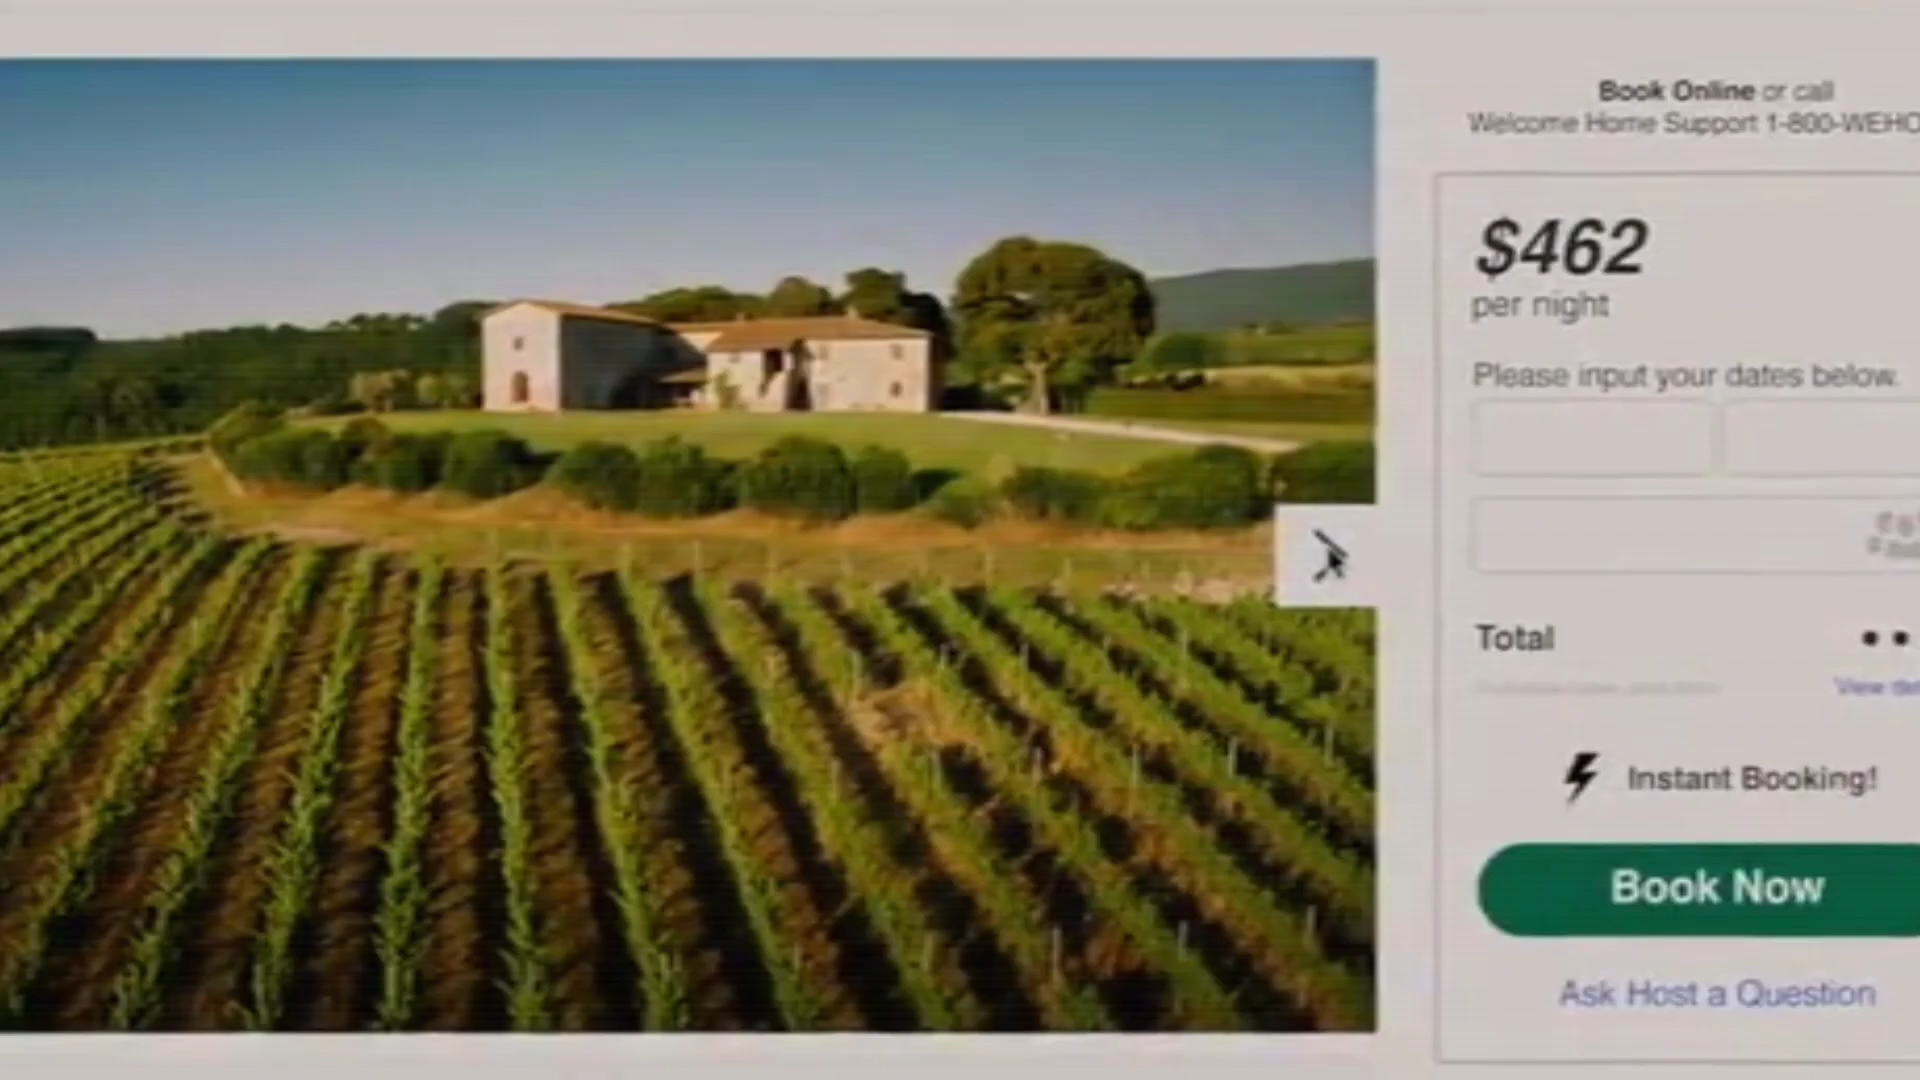 Book Online or call
Welcome Home Support 1-800-WEHO
$462
per night
Please input your dates below.
Total
View
Instant Booking!
Book Now
Ask Host a Question